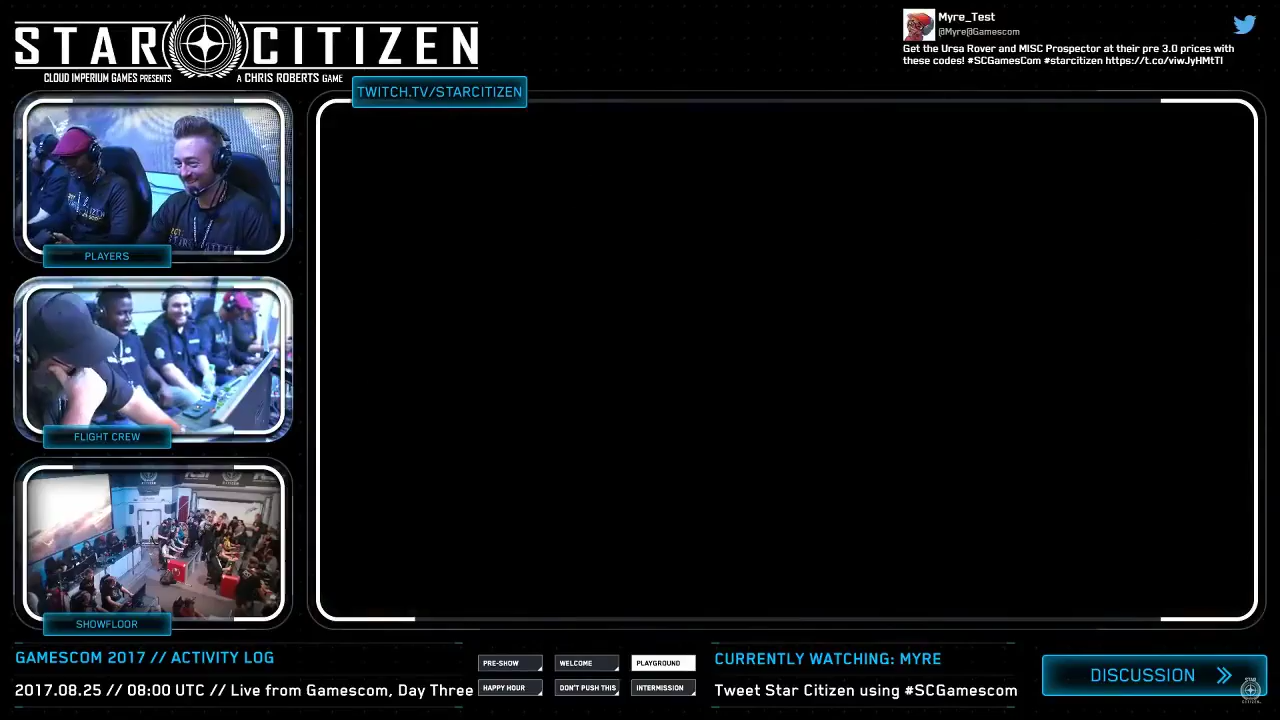 STAR CITIZEN
CLOUD IMPERIUM GAMES PRESENTS A CHRIS ROBERTS GAME
Myre_Test
@Myre@Gamescom
Get the Ursa Rover and MISC Prospector at their pre 3.0 prices with
these codes! #SCGamesCom #starcitizen https://t.co/viwJyHMtTI
TWITCH.TV/STARCITIZEN
PLAYERS
FLIGHT CREW
SHOWFLOOR
GAMESCOM 2017 // ACTIVITY LOG
2017.08.25 // 08:00 UTC // Live from Gamescom, Day Three
PRE-SHOW
WELCOME
PLAYGROUND
HAPPY HOUR
DON'T PUSH THIS
INTERMISSION
CURRENTLY WATCHING: MYRE
Tweet Star Citizen using #SCGamescom
DISCUSSION
STAR
CITIZEN